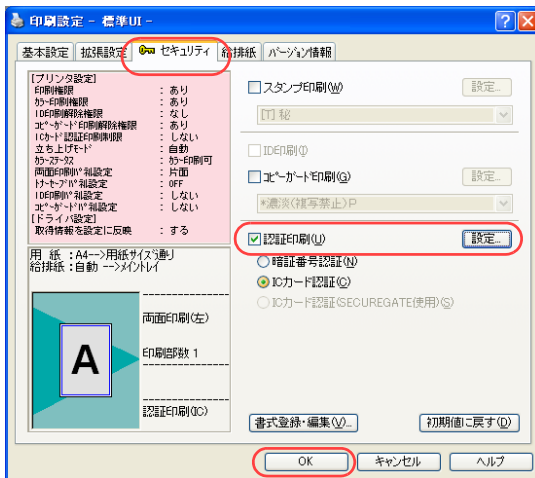 印刷設定 - 標準UI -
基本設定 拡張設定 セキュリティ 給排紙 バージョン情報
[プリンタ設定]
印刷権限 : あり
カラー印刷権限 : あり
ID印刷解除権限 : なし
コピーガード印刷解除権限 : あり
ICカード認証印刷制限 : しない
立ち上げモード : 自動
カラーステータス : カラー印刷可
両面印刷パネル設定 : 片面
トナーセーブパネル設定 : OFF
ID印刷パネル設定 : しない
コピーガードパネル設定 : しない
[ドライバ設定]
取得情報を設定に反映 : する
用 紙 : A4-->用紙サイズ通り
給排紙 : 自動 -->メイントレイ
A
両面印刷(左)
印刷部数 1
認証印刷(IC)
スタンプ印刷(W) 設定...
[T] 秘
ID印刷(I)
コピーガード印刷(G) 設定...
*濃淡(複写禁止)P
認証印刷(U) 設定...
暗証番号認証(N)
ICカード認証(C)
ICカード認証(SECUREGATE使用)(S)
書式登録・編集(V)... 初期値に戻す(D)
OK キャンセル ヘルプ